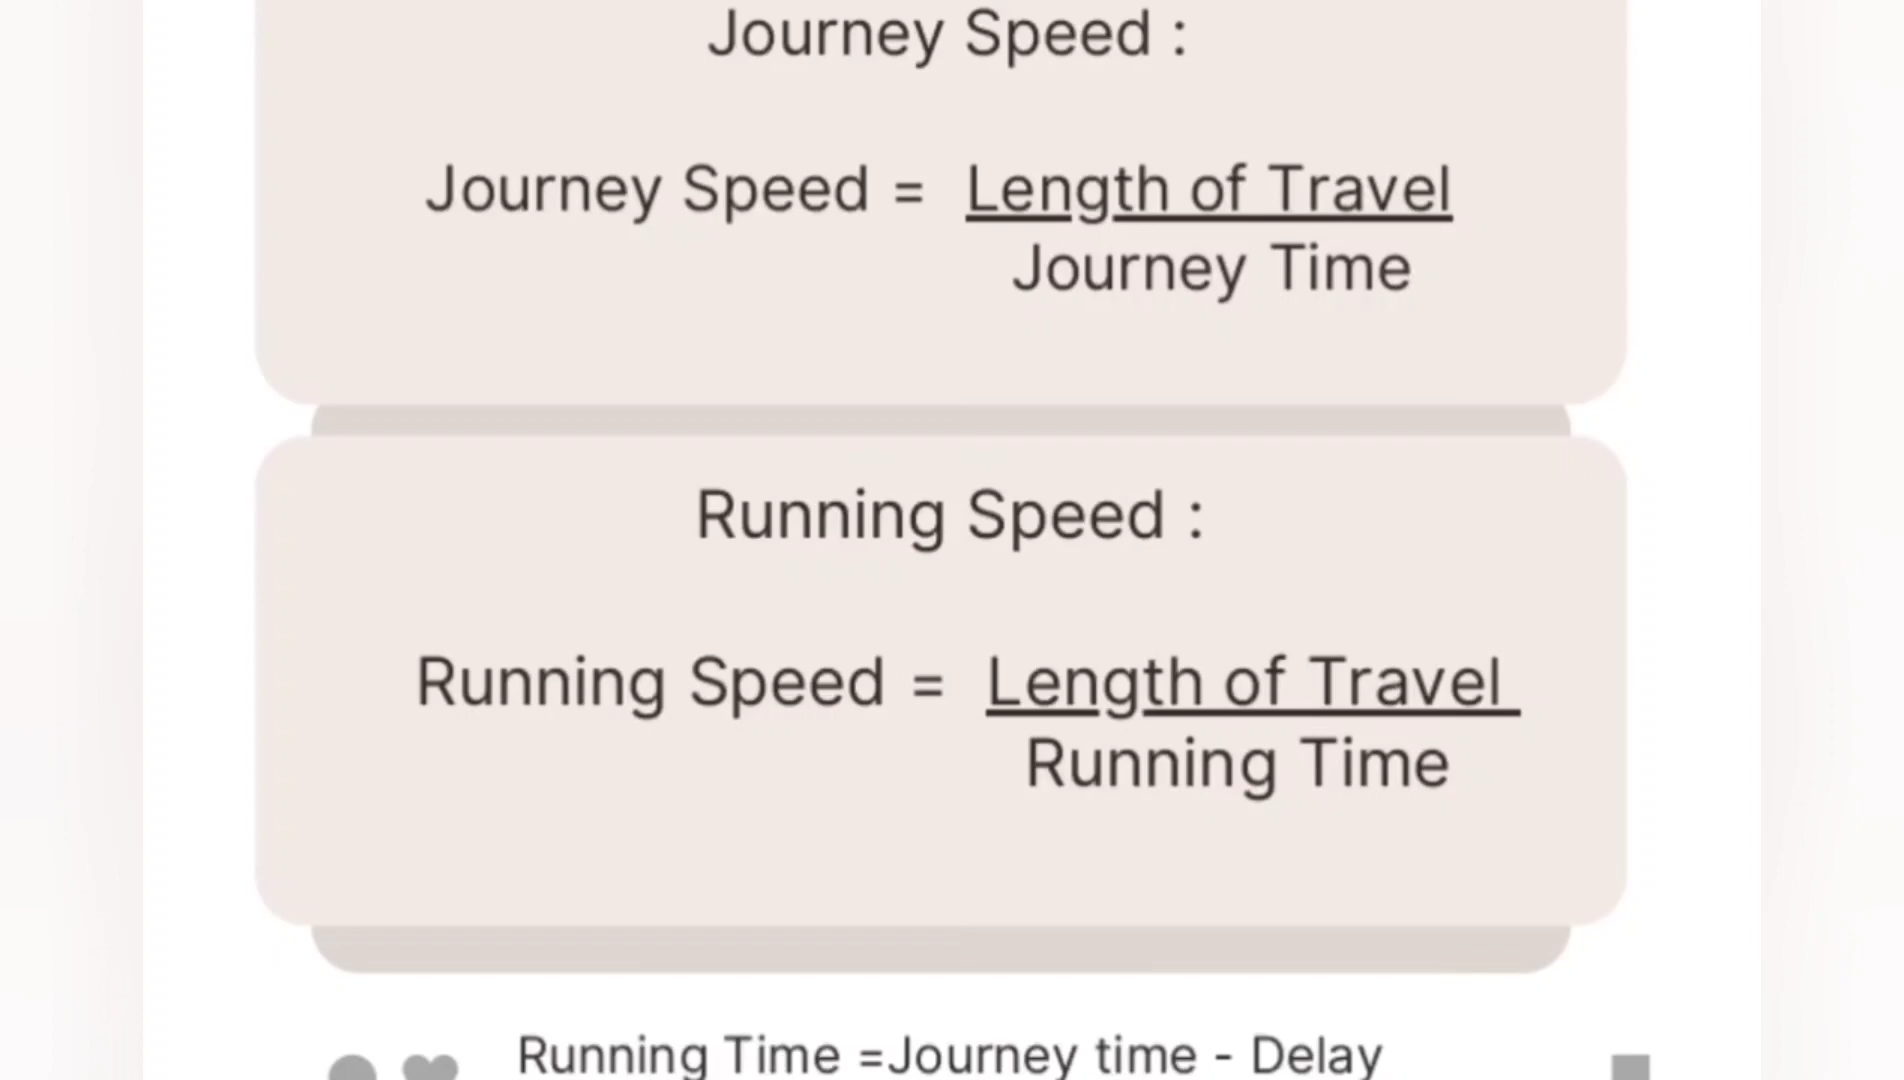 Journey Speed :
Journey Speed = Length of Travel
Journey Time
Running Speed :
Running Speed = Length of Travel
Running Time
Running Time =Journey time - Delay